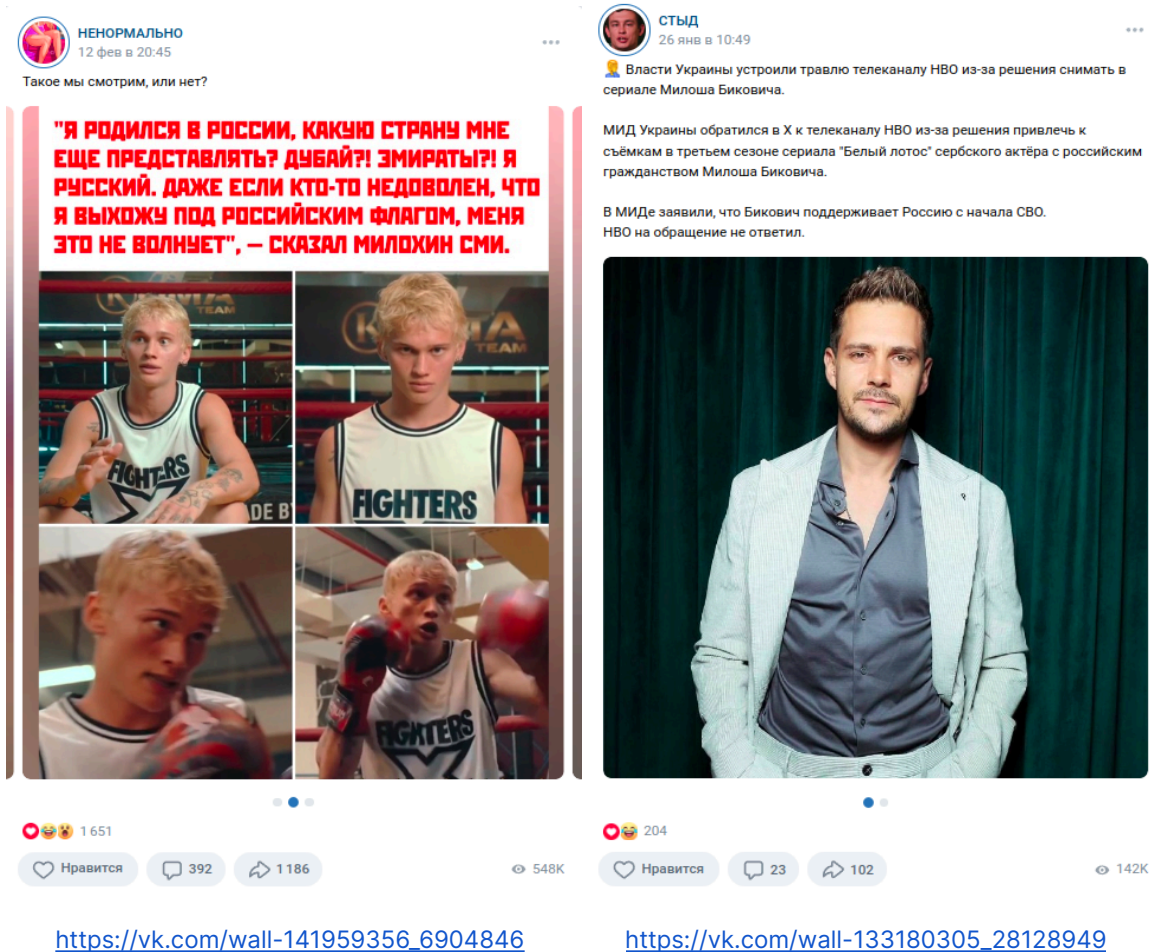 НЕНОРМАЛЬНО
12 фев в 20:45
Такое мы смотрим, или нет?
"Я РОДИЛСЯ В РОССИИ, КАКУЮ СТРАНУ МНЕ
ЕЩЕ ПРЕДСТАВЛЯТЬ? ДУБАЙ?! ЭМИРАТЫ?! Я
РУССКИЙ. ДАЖЕ ЕСЛИ КТО-ТО НЕДОВОЛЕН, ЧТО
Я ВЫХОЖУ ПОД РОССИЙСКИМ ФЛАГОМ, МЕНЯ
ЭТО НЕ ВОЛНУЕТ", — СКАЗАЛ МИЛОХИН СМИ.
TEAM
TEAM
FIGHTERS
DE BY
FIGHTERS
FIGHTERS
1 651
Нравится
392
1 186
548K
https://vk.com/wall-141959356_6904846
СТЫД
26 янв в 10:49
Власти Украины устроили травлю телеканалу HBO из-за решения снимать в
сериале Милоша Биковича.
МИД Украины обратился в X к телеканалу HBO из-за решения привлечь к
съёмкам в третьем сезоне сериала "Белый лотос" сербского актёра с российским
гражданством Милоша Биковича.
В МИДе заявили, что Бикович поддерживает Россию с начала СВО.
HBO на обращение не ответил.
204
Нравится
23
102
142K
https://vk.com/wall-133180305_28128949